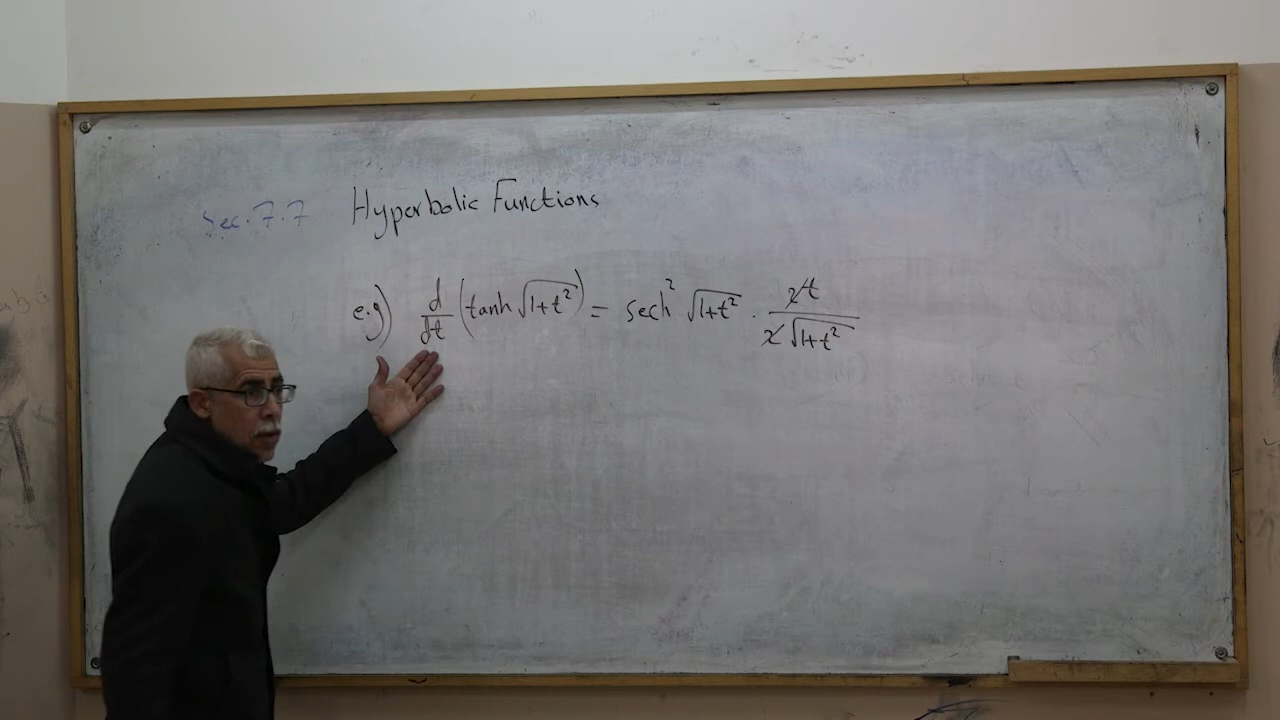 Sec. 7.7 Hyperbolic Functions
e.g) d/dt (tanh √(1+t²)) = sech² √(1+t²) · 2t / 2√(1+t²)